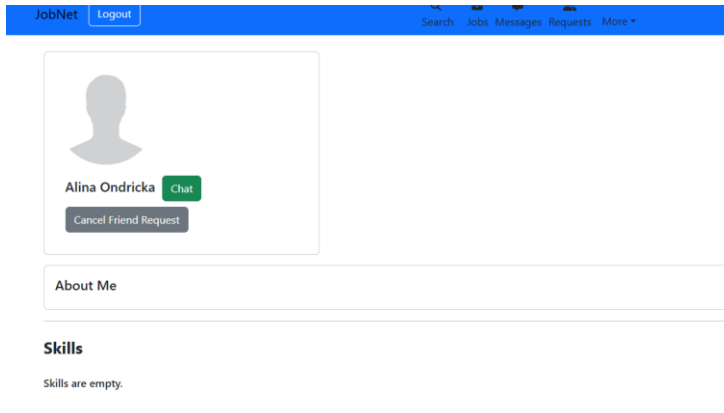 JobNet Logout
Search Jobs Messages Requests More
Alina Ondricka Chat
Cancel Friend Request
About Me
Skills
Skills are empty.